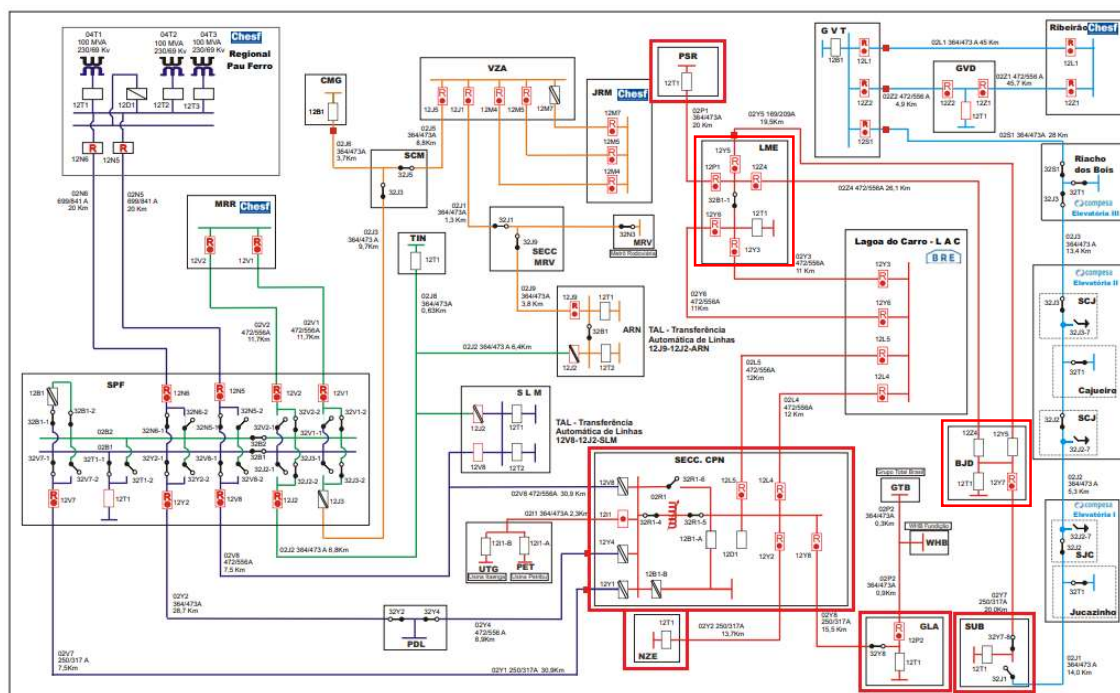 04T1
100 MVA
230/69 Kv
04T2
100 MVA
230/69 Kv
04T3
100 MVA
230/69 Kv
Chesf
Regional
Pau Ferro
12T1
12D1
12T2
12T3
12N6
12N5
02N6
699/841 A
20 Km
02N5
699/841 A
20 Km
MRR Chesf
12V2
12V1
02V2
472/556A
11,7Km
02V1
472/556A
11,7Km
CMG
12B1
02J6
364/473A
3,7Km
02J5
364/473A
8,8Km
SCM
32J5
32J3
02J3
364/473A
9,7Km
VZA
12J5
12J1
12M4
12M5
12M7
JRM Chesf
12M7
12M5
12M4
02J1
364/473 A
1,3 Km
32J1
32J9
SECC
MRV
32N3
MRV
Metrô Rodoviária
02J9
364/473A
3,8 Km
12J9
12T1
32B1
ARN
12J2
12T2
TAL - Transferência
Automática de Linhas
12J9-12J2-ARN
TIN
12T1
02J8
364/473A
0,63Km
02J2 364/473 A 6,4Km
PSR
12T1
02P1
364/473A
20 Km
02Y5 169/209A
19,5Km
LME
12Y5
12P1
12Z4
32B1-1
12Y6
12T1
12Y3
02Z4 472/556A 26,1 Km
02Y3
472/556A
11 Km
02Y6
472/556A
11Km
Lagoa do Carro - L A C
BRE
12Y3
12Y6
12L5
12L4
02L5
472/556A
12Km
02L4
472/556A
12 Km
G V T
12B1
12L1
12Z2
12S1
02L1 364/473 A 45 Km
GVD
12Z2
12Z1
12T1
02Z1 472/556 A
45,7Km
02Z2 472/556 A
4,9 Km
Ribeirão Chesf
12L1
12Z1
02S1 364/473A 28 Km
Riacho
dos Bois
32S1
32T1
32J3
compesa
Elevatória III
02J3
364/473 A
13,4 Km
compesa
Elevatória II
SCJ
32J3
32J3-7
32T1
Cajueiro
SCJ
32J2
32J2-7
02J2
364/473 A
5,3 Km
compesa
Elevatória I
32J2-7
32J2
SJC
32T1
Jucazinho
02J1
364/473 A
14,0 Km
SPF
12B1
32B1-2
32B1-1
12N6
32N6-2
32N6-1
12N5
32N5-2
32N5-1
12V2
32V2-2
32V2-1
12V1
32V1-2
32V1-1
02B2
02B1
32B2
32B1
32V7-1
32V7-2
32T1-1
32T1-2
32Y2-1
32Y2-2
32V8-1
32V8-2
32J2-1
32J2-2
32J3-1
32J3-2
12V7
12T1
12Y2
12V8
12J2
12J3
02J2 364/473 A 8,8Km
02V8
472/556A
7,5 Km
02Y2
364/473A
28,7 Km
02V7
250/317 A
7,5Km
S L M
12J2
12T1
12V8
12T2
TAL - Transferência
Automática de Linhas
12V8-12J2-SLM
02V8 472/556A 30,9 Km
02I1 364/473A 2,3Km
12I1-B
12I1-A
UTG
PET
Usina Petribu
32Y2
32Y4
PDL
02Y4
472/556 A
8,9Km
02Y1 250/317A 30,9Km
SECC. CPN
12V8
32R1-6
02R1
12I1
32R1-4
32R1-5
12L5
12L4
12Y4
12B1-A
12D1
12Y2
12Y8
12Y1
12B1-B
12T1
NZE
02Y2 250/317A
13,7Km
02Y8
250/317A
15,5 Km
Grupo Total Brasil
GTB
02P2
364/473A
0,3Km
WHB Fundição
WHB
02P2
364/473A
0,9Km
GLA
12P2
32Y8
12T1
12Z4
12Y5
BJD
12T1
12Y7
02Y7
250/317A
20,0Km
SUB
32Y7-8
12T1
32J1